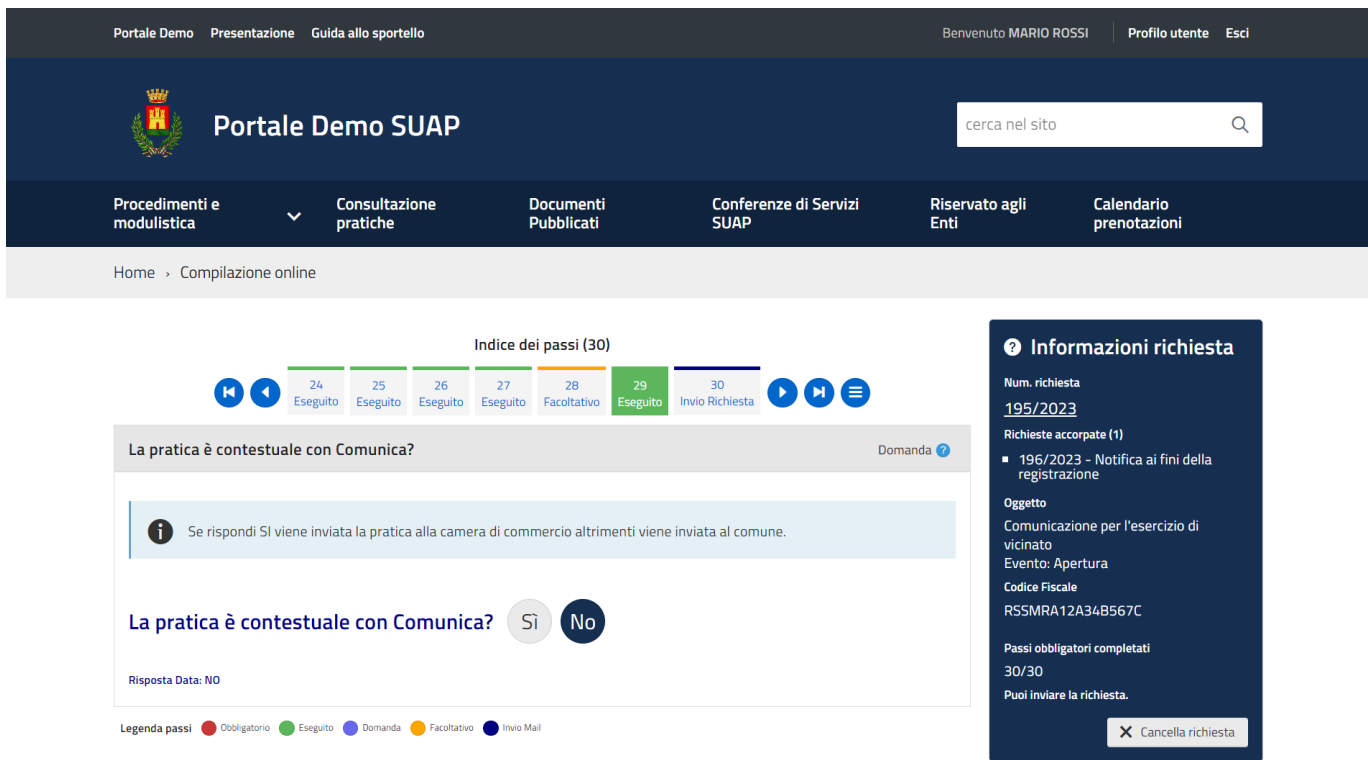 Portale Demo Presentazione Guida allo sportello Benvenuto MARIO ROSSI Profilo utente Esci
Portale Demo SUAP
cerca nel sito
Procedimenti e modulistica
Consultazione pratiche
Documenti Pubblicati
Conferenze di Servizi SUAP
Riservato agli Enti
Calendario prenotazioni
Home › Compilazione online
Indice dei passi (30)
24 Eseguito
25 Eseguito
26 Eseguito
27 Eseguito
28 Facoltativo
29 Eseguito
30 Invio Richiesta
La pratica è contestuale con Comunica? Domanda ?
Se rispondi SI viene inviata la pratica alla camera di commercio altrimenti viene inviata al comune.
La pratica è contestuale con Comunica? Sì No
Risposta Data: NO
Legenda passi Obbligatorio Eseguito Domanda Facoltativo Invio Mail
? Informazioni richiesta
Num. richiesta
195/2023
Richieste accorpate (1)
196/2023 - Notifica ai fini della
registrazione
Oggetto
Comunicazione per l'esercizio di
vicinato
Evento: Apertura
Codice Fiscale
RSSMRA12A34B567C
Passi obbligatori completati
30/30
Puoi inviare la richiesta.
Cancella richiesta